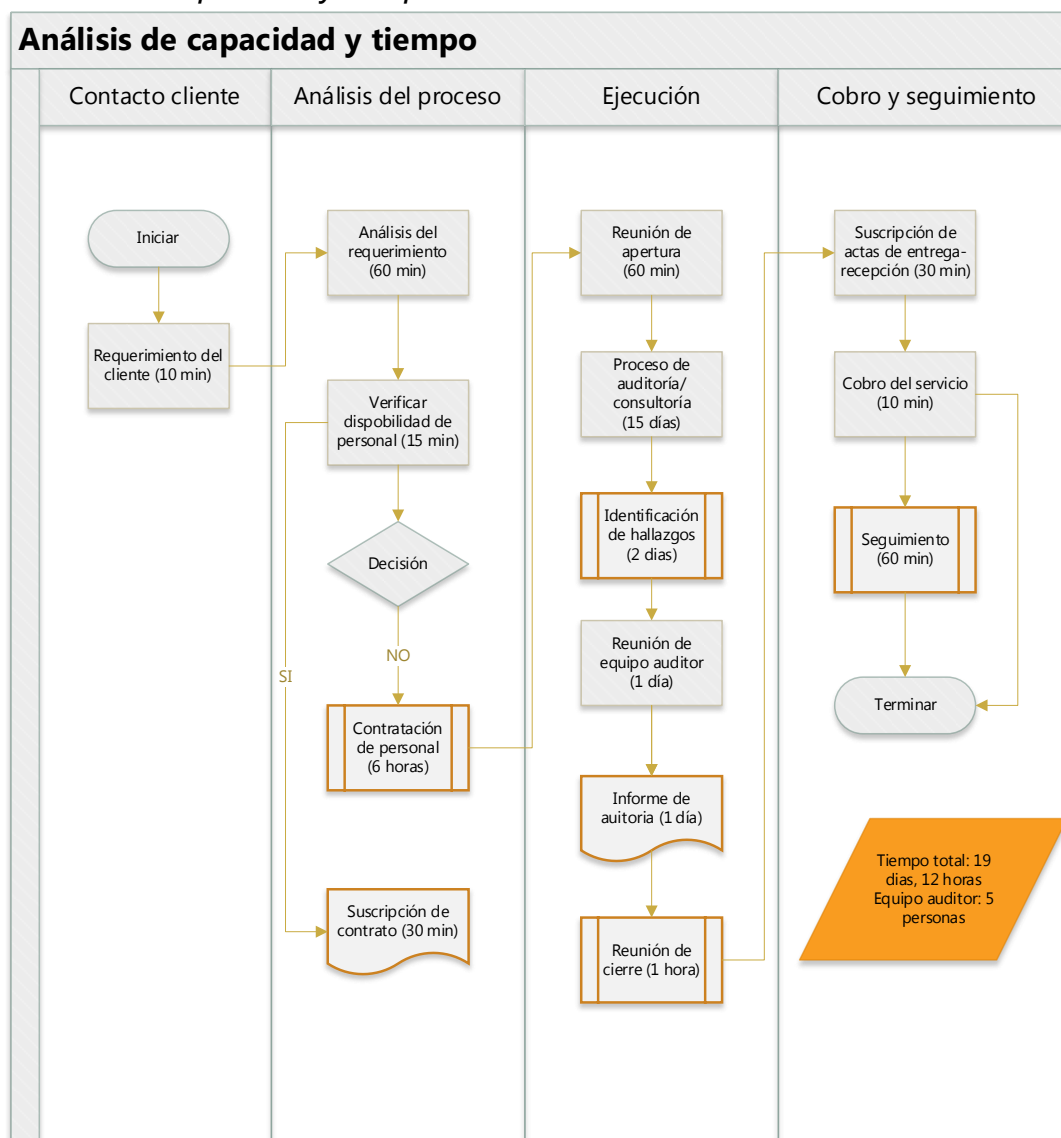 Análisis de capacidad y tiempo
Contacto cliente
Análisis del proceso
Ejecución
Cobro y seguimiento
Iniciar
Requerimiento del
cliente (10 min)
Análisis del
requerimiento
(60 min)
Verificar
dispobilidad de
personal (15 min)
Decisión
NO
SI
Contratación
de personal
(6 horas)
Suscripción de
contrato (30 min)
Reunión de
apertura
(60 min)
Proceso de
auditoría/
consultoría
(15 días)
Identificación
de hallazgos
(2 dias)
Reunión de
equipo auditor
(1 día)
Informe de
auitoria (1 día)
Reunión de
cierre (1 hora)
Suscripción de
actas de entrega-
recepción (30 min)
Cobro del servicio
(10 min)
Seguimiento
(60 min)
Terminar
Tiempo total: 19
dias, 12 horas
Equipo auditor: 5
personas